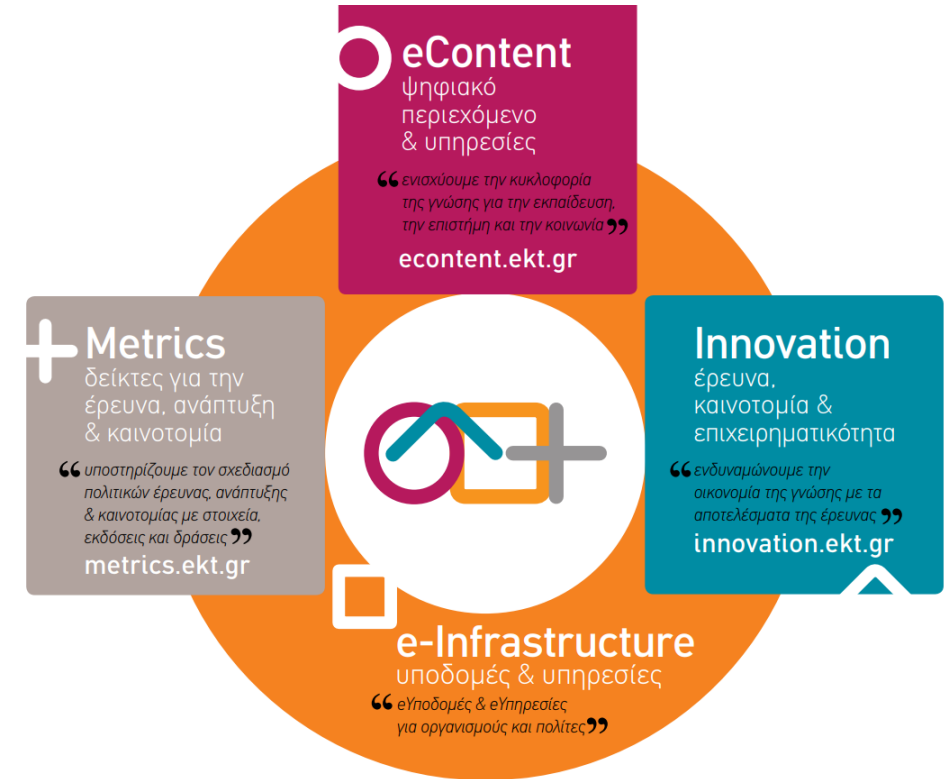 eContent
ψηφιακό
περιεχόμενο
& υπηρεσίες
“ ενισχύουμε την κυκλοφορία
της γνώσης για την εκπαίδευση,
την επιστήμη και την κοινωνία ”
econtent.ekt.gr
Metrics
δείκτες για την
έρευνα, ανάπτυξη
& καινοτομία
“ υποστηρίζουμε τον σχεδιασμό
πολιτικών έρευνας, ανάπτυξης
& καινοτομίας με στοιχεία,
εκδόσεις και δράσεις ”
metrics.ekt.gr
Innovation
έρευνα,
καινοτομία &
επιχειρηματικότητα
“ ενδυναμώνουμε την
οικονομία της γνώσης με τα
αποτελέσματα της έρευνας ”
innovation.ekt.gr
e-Infrastructure
υποδομές & υπηρεσίες
“ eΥποδομές & eΥπηρεσίες
για οργανισμούς και πολίτες ”